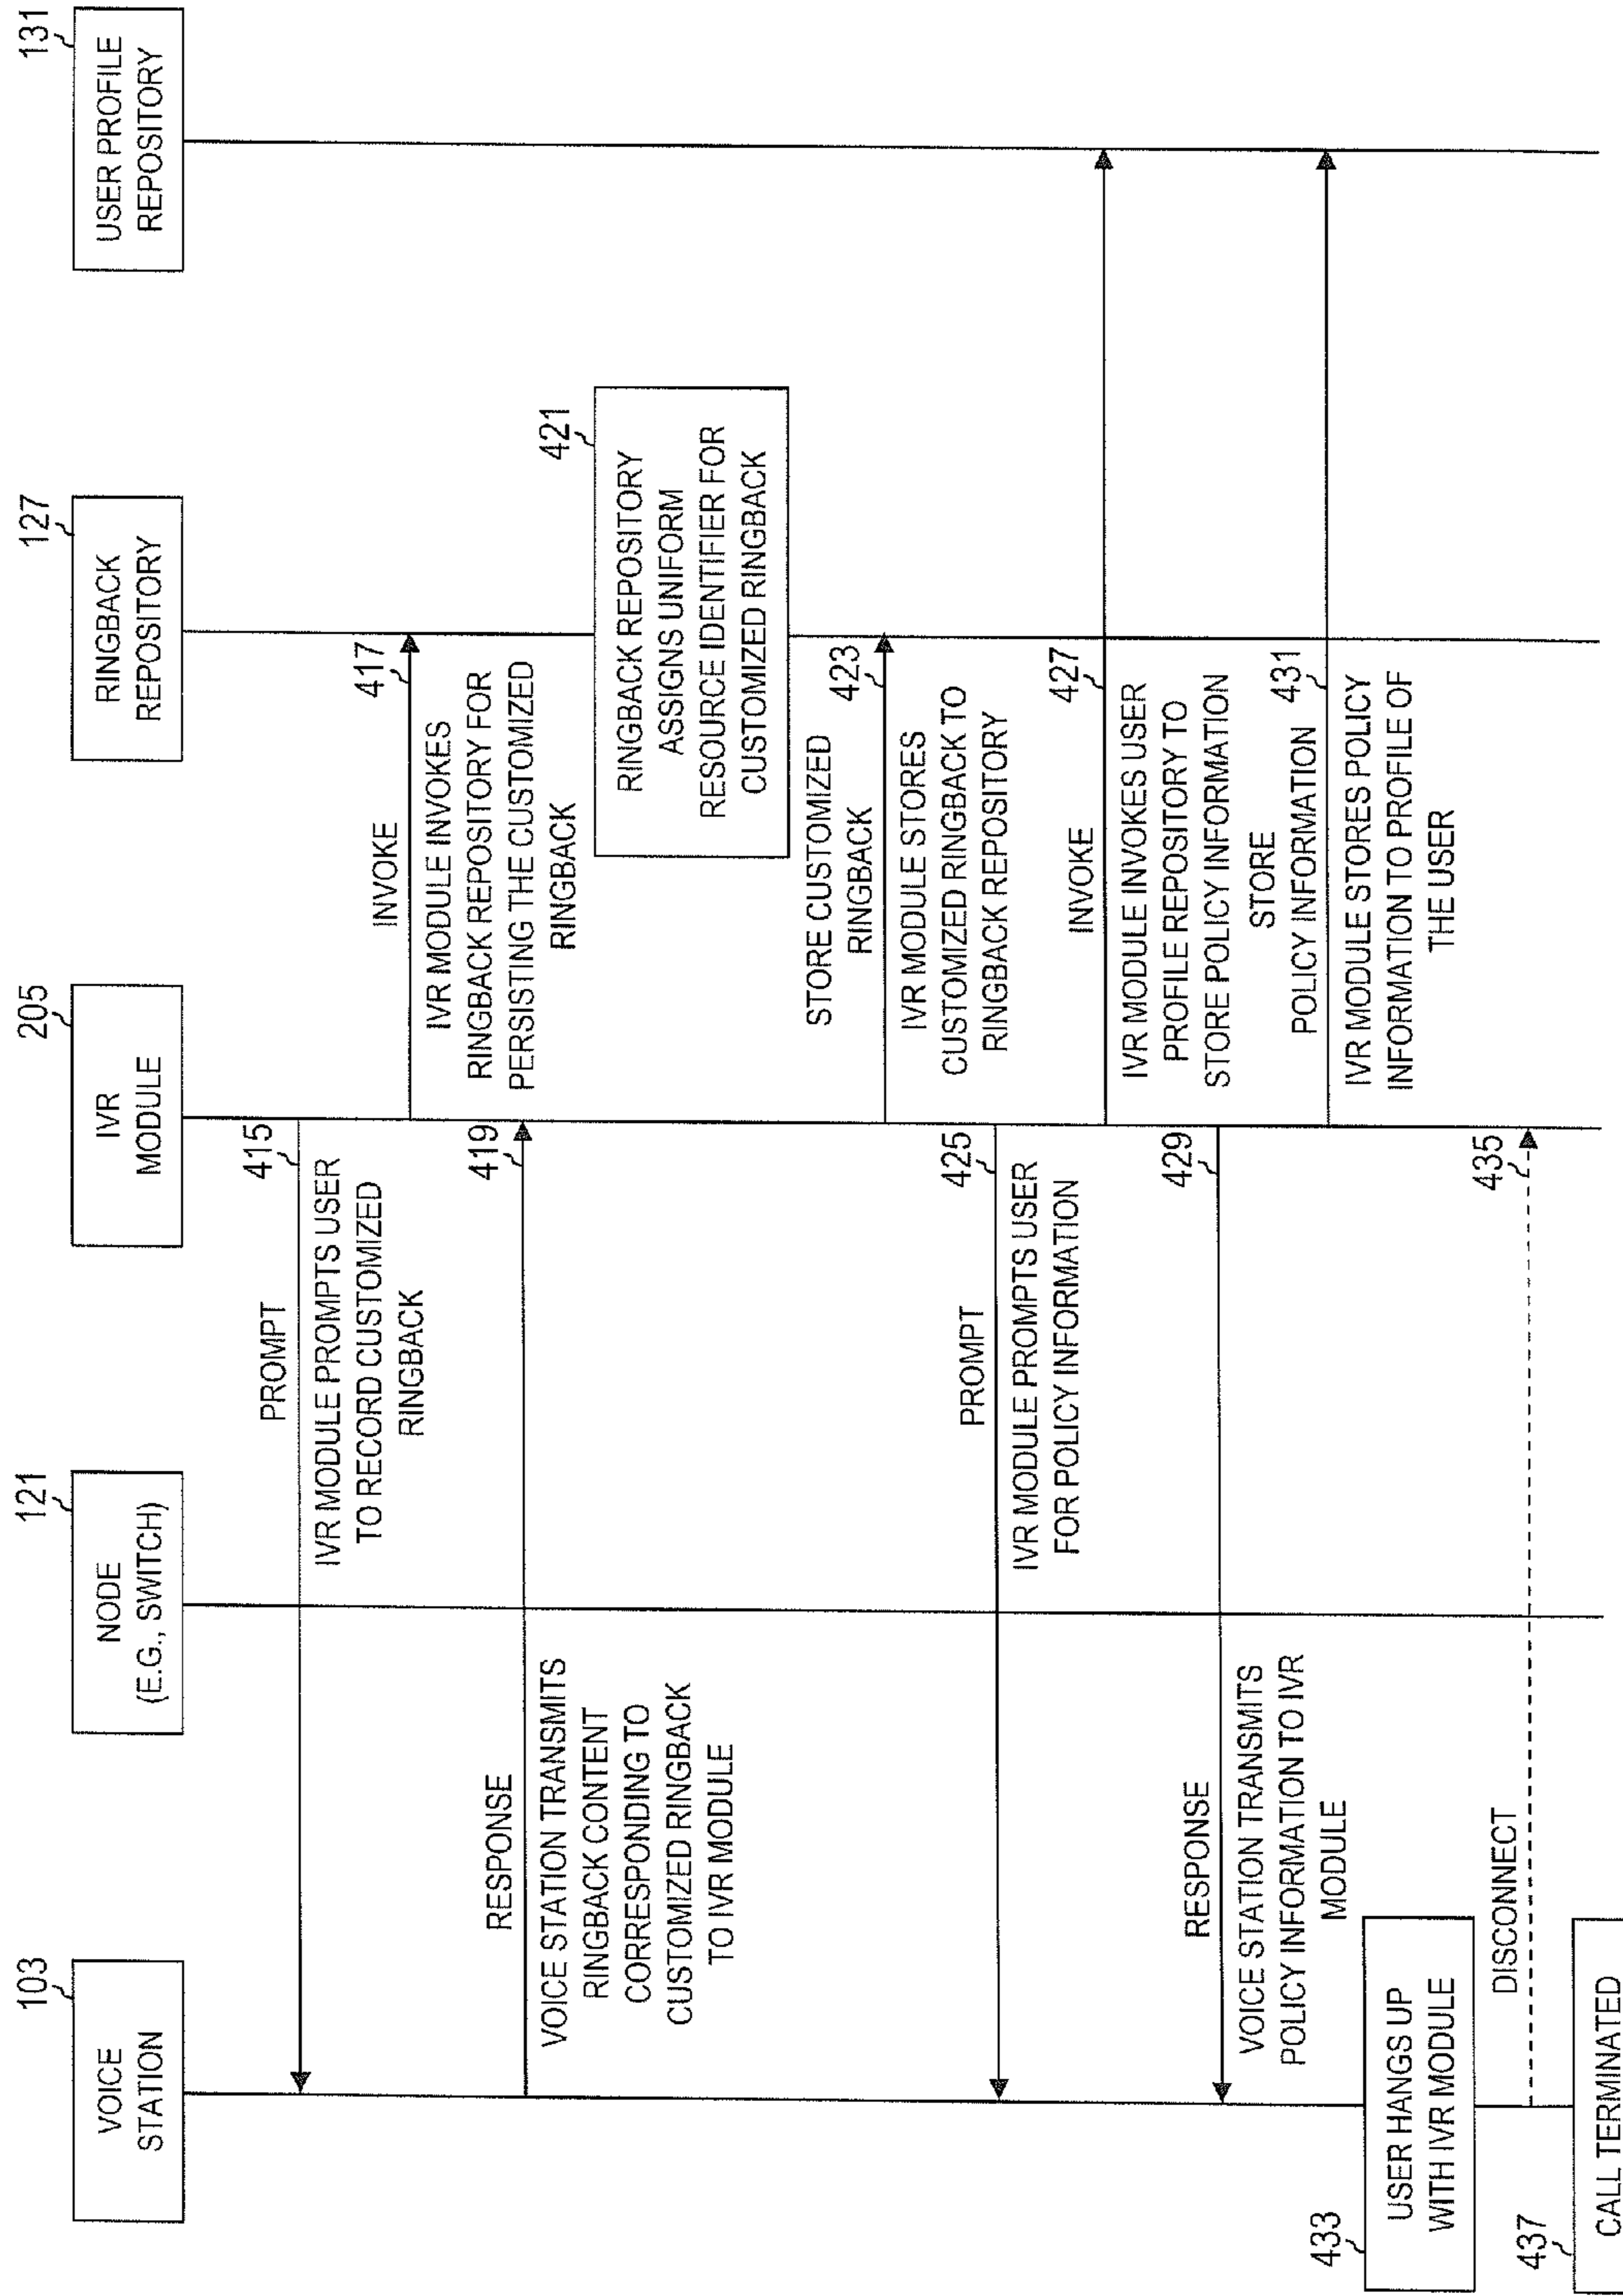 103
VOICE
STATION
121
NODE
(E.G., SWITCH)
205
IVR
MODULE
127
RINGBACK
REPOSITORY
131
USER PROFILE
REPOSITORY
PROMPT
415
IVR MODULE PROMPTS USER
TO RECORD CUSTOMIZED
RINGBACK
INVOKE
417
IVR MODULE INVOKES
RINGBACK REPOSITORY FOR
PERSISTING THE CUSTOMIZED
RINGBACK
RESPONSE
419
VOICE STATION TRANSMITS
RINGBACK CONTENT
CORRESPONDING TO
CUSTOMIZED RINGBACK
TO IVR MODULE
421
RINGBACK REPOSITORY
ASSIGNS UNIFORM
RESOURCE IDENTIFIER FOR
CUSTOMIZED RINGBACK
STORE CUSTOMIZED
RINGBACK
423
IVR MODULE STORES
CUSTOMIZED RINGBACK TO
RINGBACK REPOSITORY
PROMPT
425
IVR MODULE PROMPTS USER
FOR POLICY INFORMATION
INVOKE
427
IVR MODULE INVOKES USER
PROFILE REPOSITORY TO
STORE POLICY INFORMATION
RESPONSE
429
VOICE STATION TRANSMITS
POLICY INFORMATION TO IVR
MODULE
STORE
POLICY INFORMATION
431
IVR MODULE STORES POLICY
INFORMATION TO PROFILE OF
THE USER
433
USER HANGS UP
WITH IVR MODULE
DISCONNECT
435
437
CALL TERMINATED